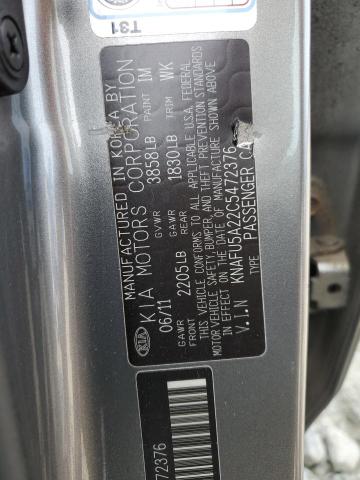 MANUFACTURED IN KOREA BY
KIA MOTORS CORPORATION
06/11 GVWR 3858LB PAINT IM
GAWR FRONT 2205LB GAWR REAR 1830LB TRIM WK
THIS VEHICLE CONFORMS TO ALL APPLICABLE U.S.A. FEDERAL
MOTOR VEHICLE SAFETY, BUMPER, AND THEFT PREVENTION STANDARDS
IN EFFECT ON THE DATE OF MANUFACTURE SHOWN ABOVE
V.I.N KNAFU5A22C5472376
TYPE PASSENGER CA
KIA
T31
72376